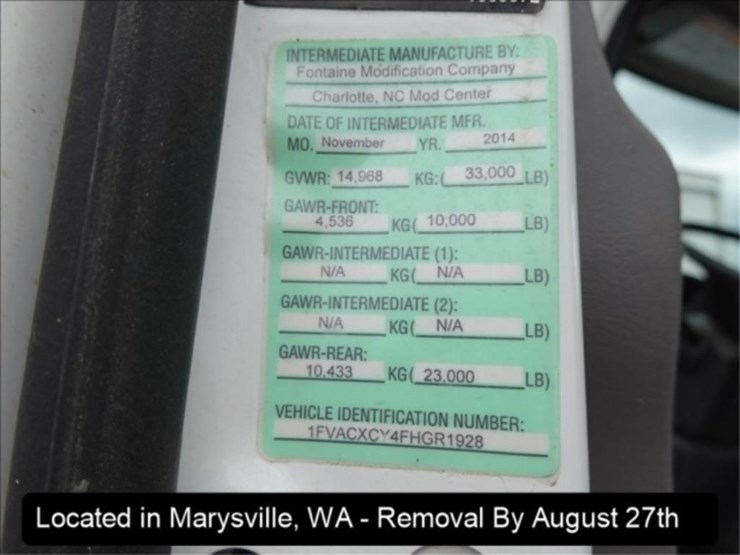 INTERMEDIATE MANUFACTURE BY:
Fontaine Modification Company
Charlotte, NC Mod Center
DATE OF INTERMEDIATE MFR.
MO. November YR. 2014
GVWR: 14,968 KG: ( 33,000 LB)
GAWR-FRONT:
4,536 KG( 10,000 LB)
GAWR-INTERMEDIATE (1):
N/A KG( N/A LB)
GAWR-INTERMEDIATE (2):
N/A KG( N/A LB)
GAWR-REAR:
10,433 KG( 23,000 LB)
VEHICLE IDENTIFICATION NUMBER:
1FVACXCY4FHGR1928
Located in Marysville, WA - Removal By August 27th